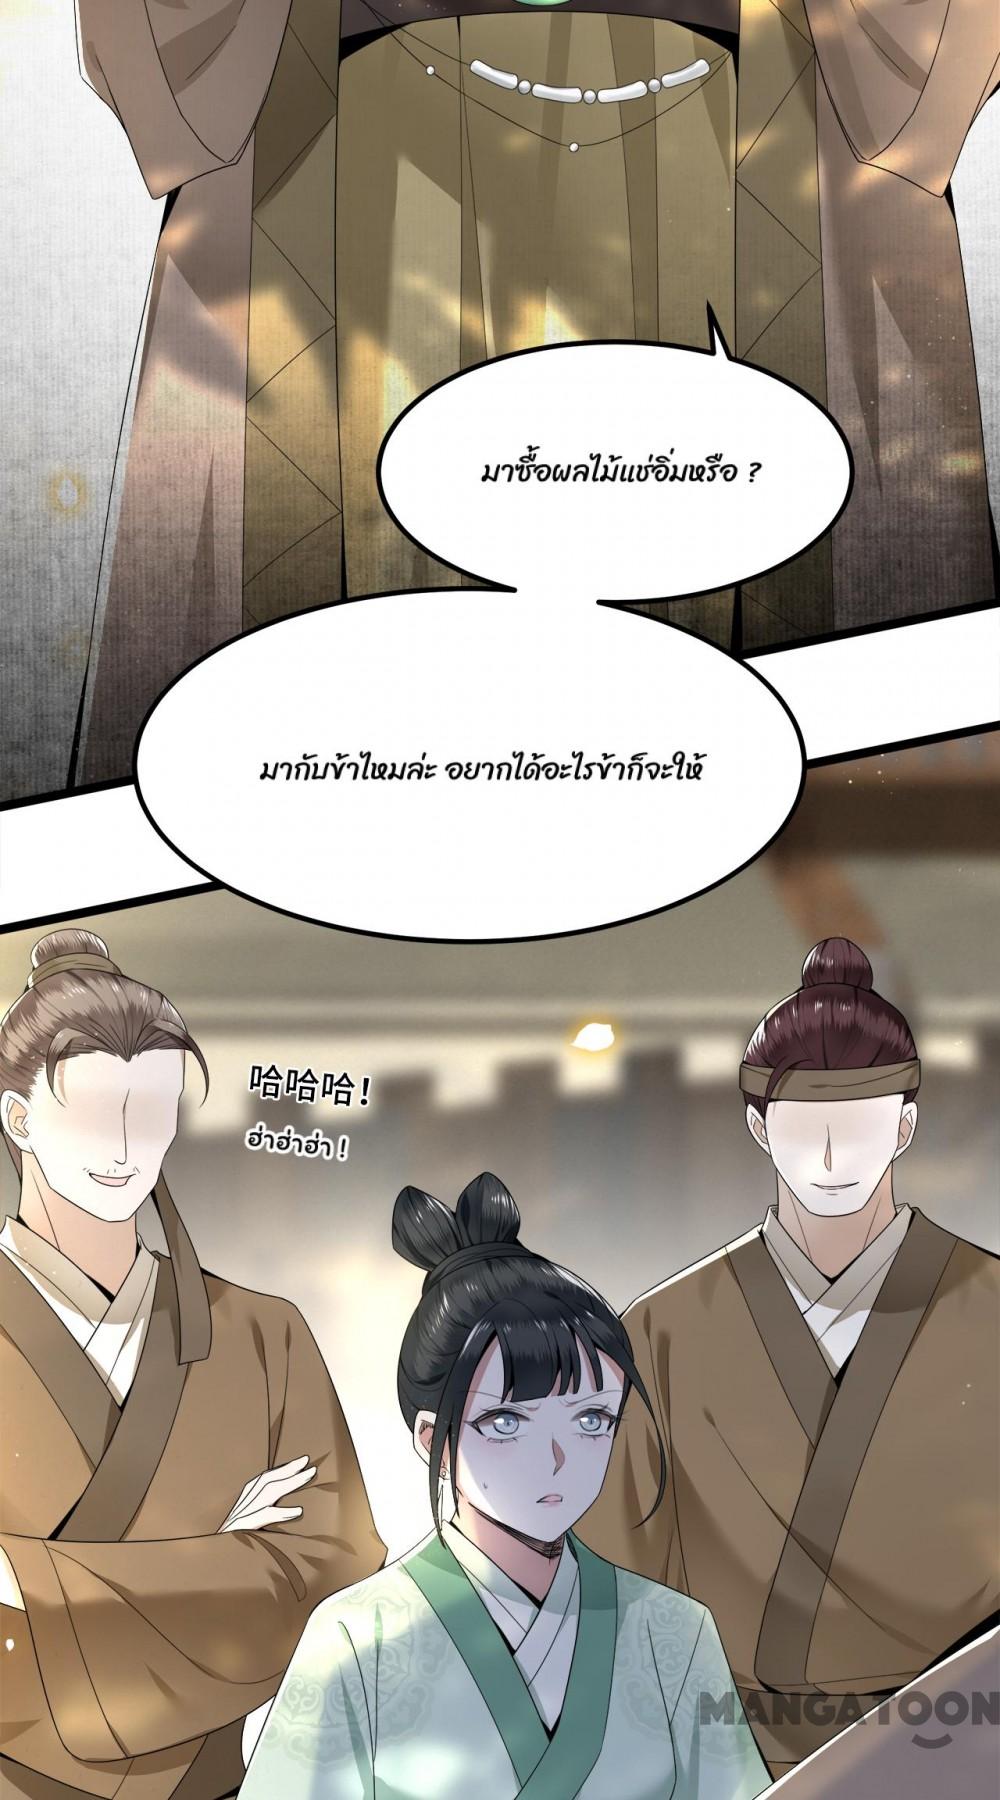 มาซื้อผลไม้แช่อิ่มหรือ ?
มากับข้าไหมล่ะ อยากได้อะไรข้าก็จะให้
哈哈哈!
ฮ่าฮ่าฮ่า !
MANGATOON